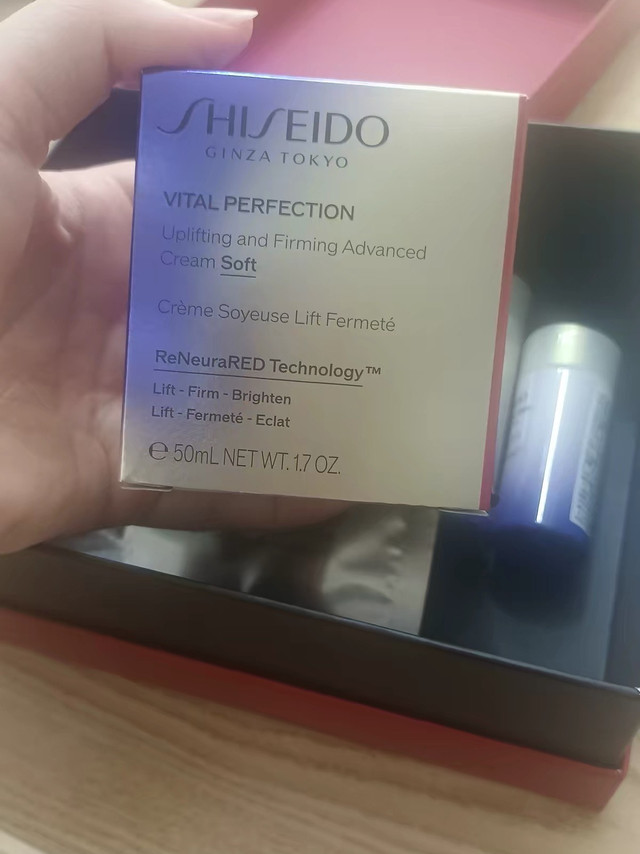 SHISEIDO
GINZA TOKYO
VITAL PERFECTION
Uplifting and Firming Advanced
Cream Soft
Crème Soyeuse Lift Fermeté
ReNeuraRED Technology™
Lift - Firm - Brighten
Lift - Fermeté - Eclat
℮ 50mL NET WT. 1.7 OZ.